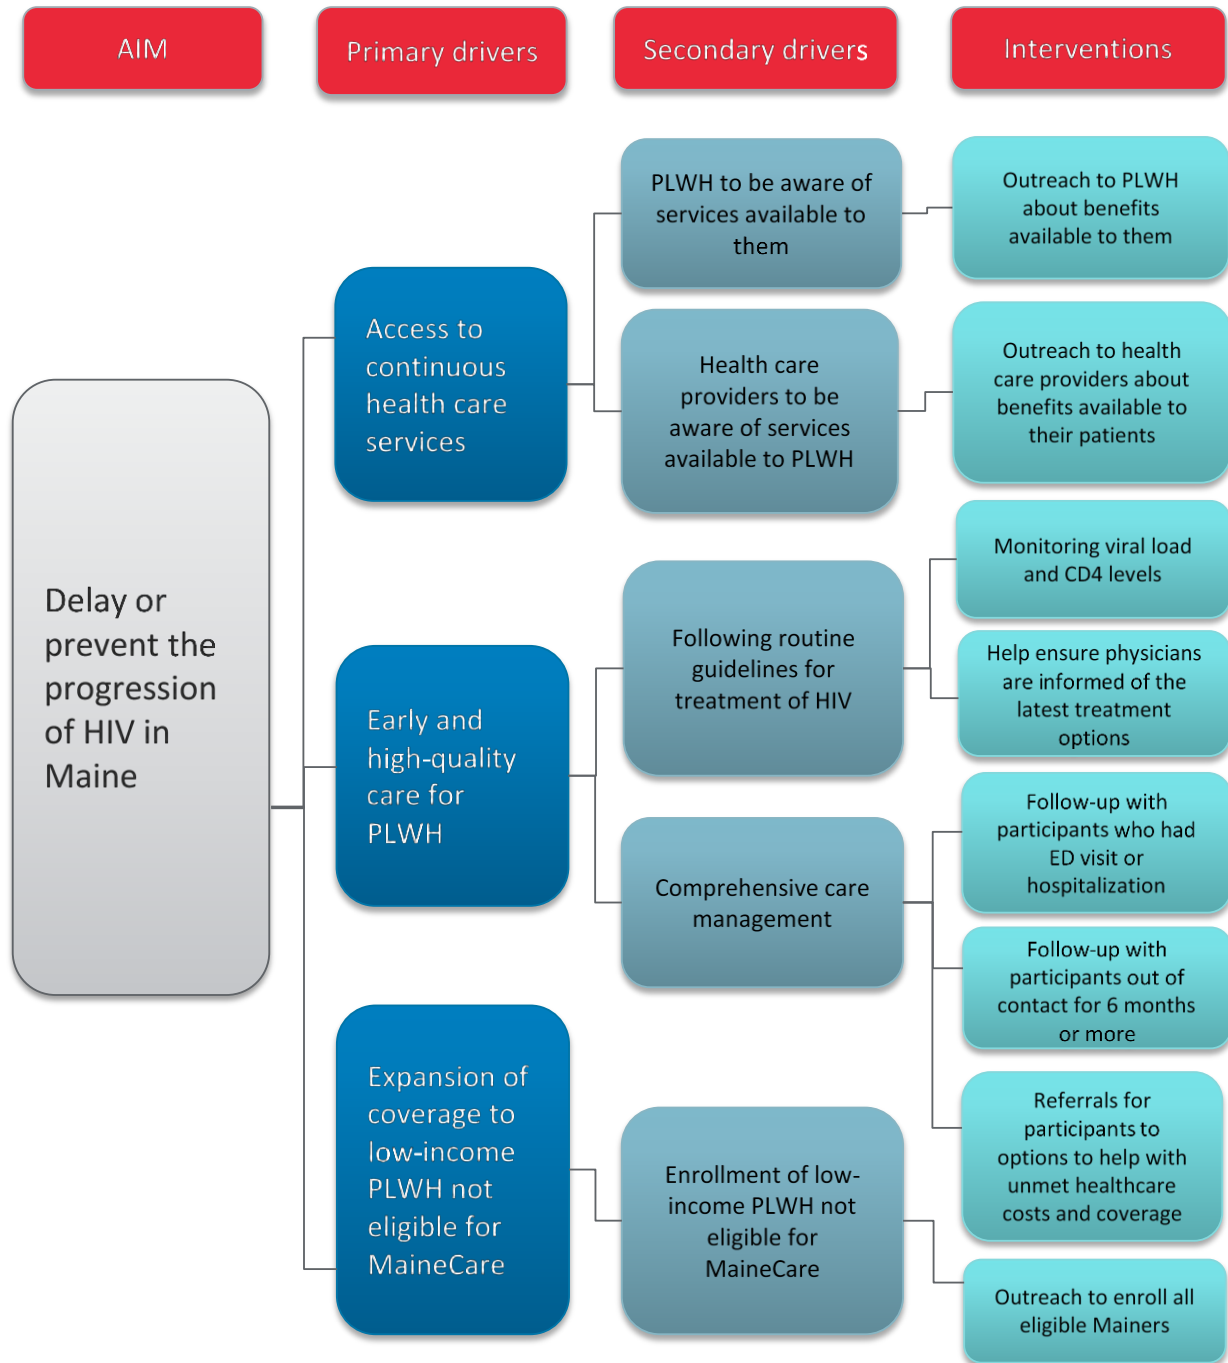 AIM
Primary drivers
Secondary drivers
Interventions
Delay or
prevent the
progression
of HIV in
Maine
Access to
continuous
health care
services
Early and
high-quality
care for
PLWH
Expansion of
coverage to
low-income
PLWH not
eligible for
MaineCare
PLWH to be aware of
services available to
them
Health care
providers to be
aware of services
available to PLWH
Following routine
guidelines for
treatment of HIV
Comprehensive care
management
Enrollment of low-
income PLWH not
eligible for
MaineCare
Outreach to PLWH
about benefits
available to them
Outreach to health
care providers about
benefits available to
their patients
Monitoring viral load
and CD4 levels
Help ensure physicians
are informed of the
latest treatment
options
Follow-up with
participants who had
ED visit or
hospitalization
Follow-up with
participants out of
contact for 6 months
or more
Referrals for
participants to
options to help with
unmet healthcare
costs and coverage
Outreach to enroll all
eligible Mainers